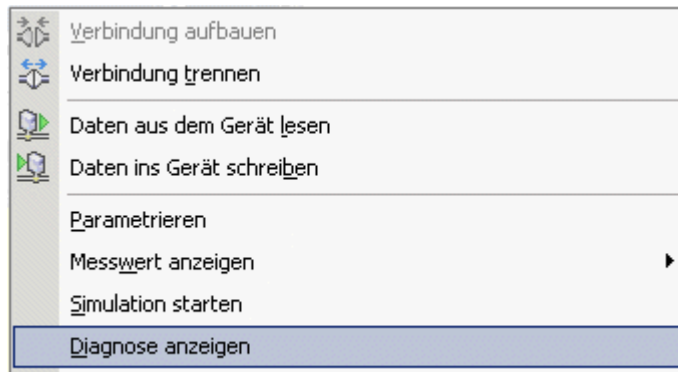 Verbindung aufbauen
Verbindung trennen
Daten aus dem Gerät lesen
Daten ins Gerät schreiben
Parametrieren
Messwert anzeigen
Simulation starten
Diagnose anzeigen